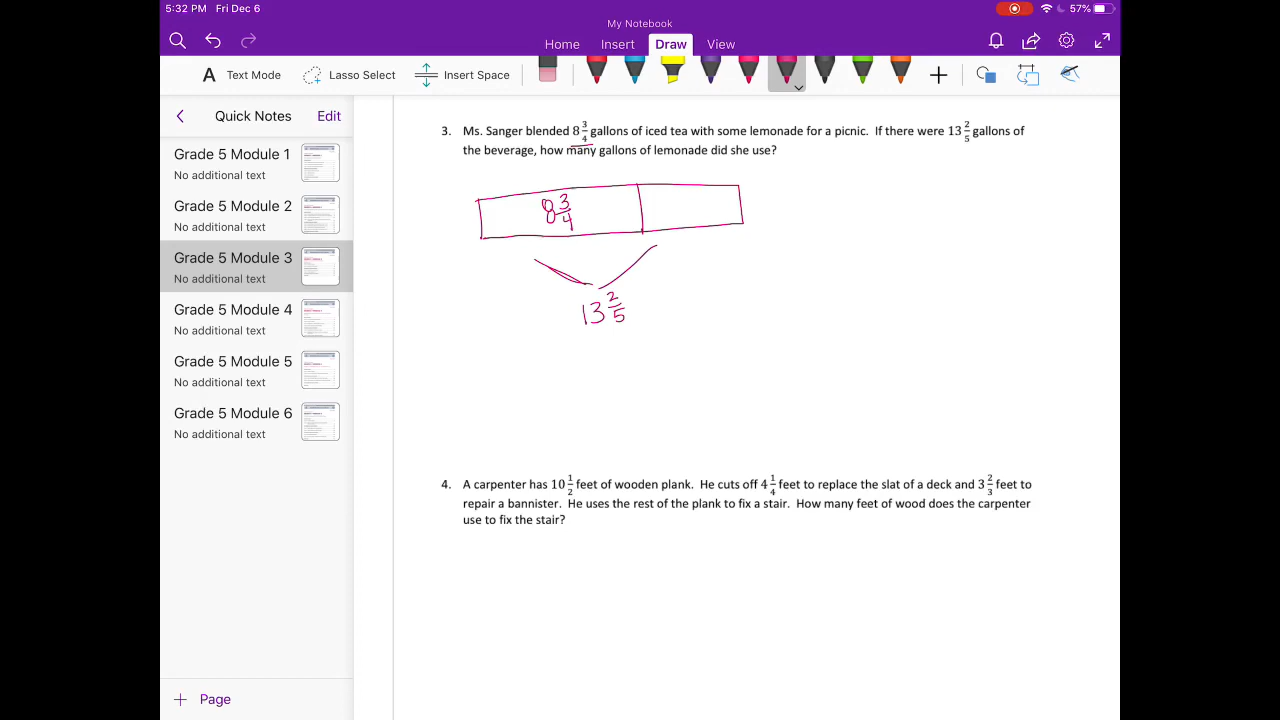 5:32 PM Fri Dec 6
57%
My Notebook
Home Insert Draw View
A Text Mode Lasso Select Insert Space
Quick Notes Edit
Grade 5 Module 1
No additional text
Grade 5 Module 2
No additional text
Grade 5 Module 3
No additional text
Grade 5 Module 4
No additional text
Grade 5 Module 5
No additional text
Grade 5 Module 6
No additional text
+ Page
3. Ms. Sanger blended 8 3/4 gallons of iced tea with some lemonade for a picnic. If there were 13 2/5 gallons of
the beverage, how many gallons of lemonade did she use?
8 3/4
13 2/5
4. A carpenter has 10 1/2 feet of wooden plank. He cuts off 4 1/4 feet to replace the slat of a deck and 3 2/3 feet to
repair a bannister. He uses the rest of the plank to fix a stair. How many feet of wood does the carpenter
use to fix the stair?